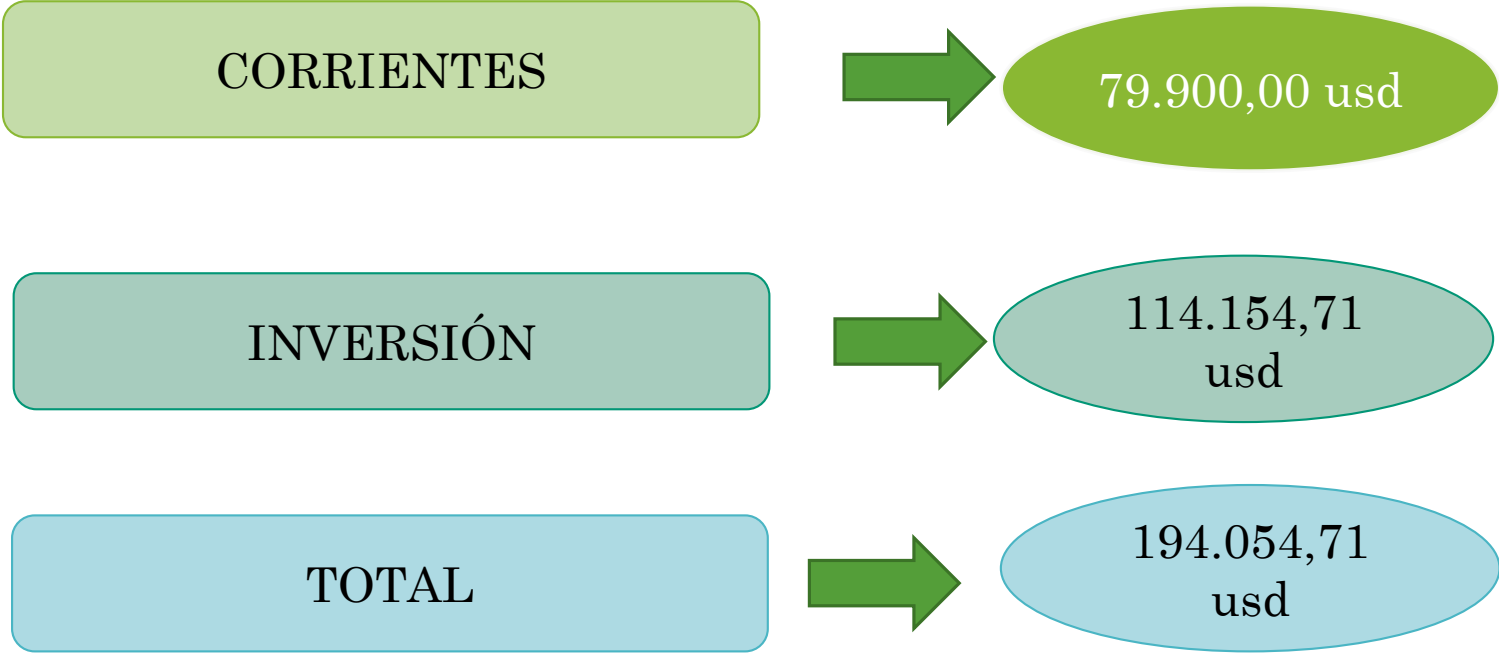 CORRIENTES
79.900,00 usd
INVERSIÓN
114.154,71
usd
TOTAL
194.054,71
usd